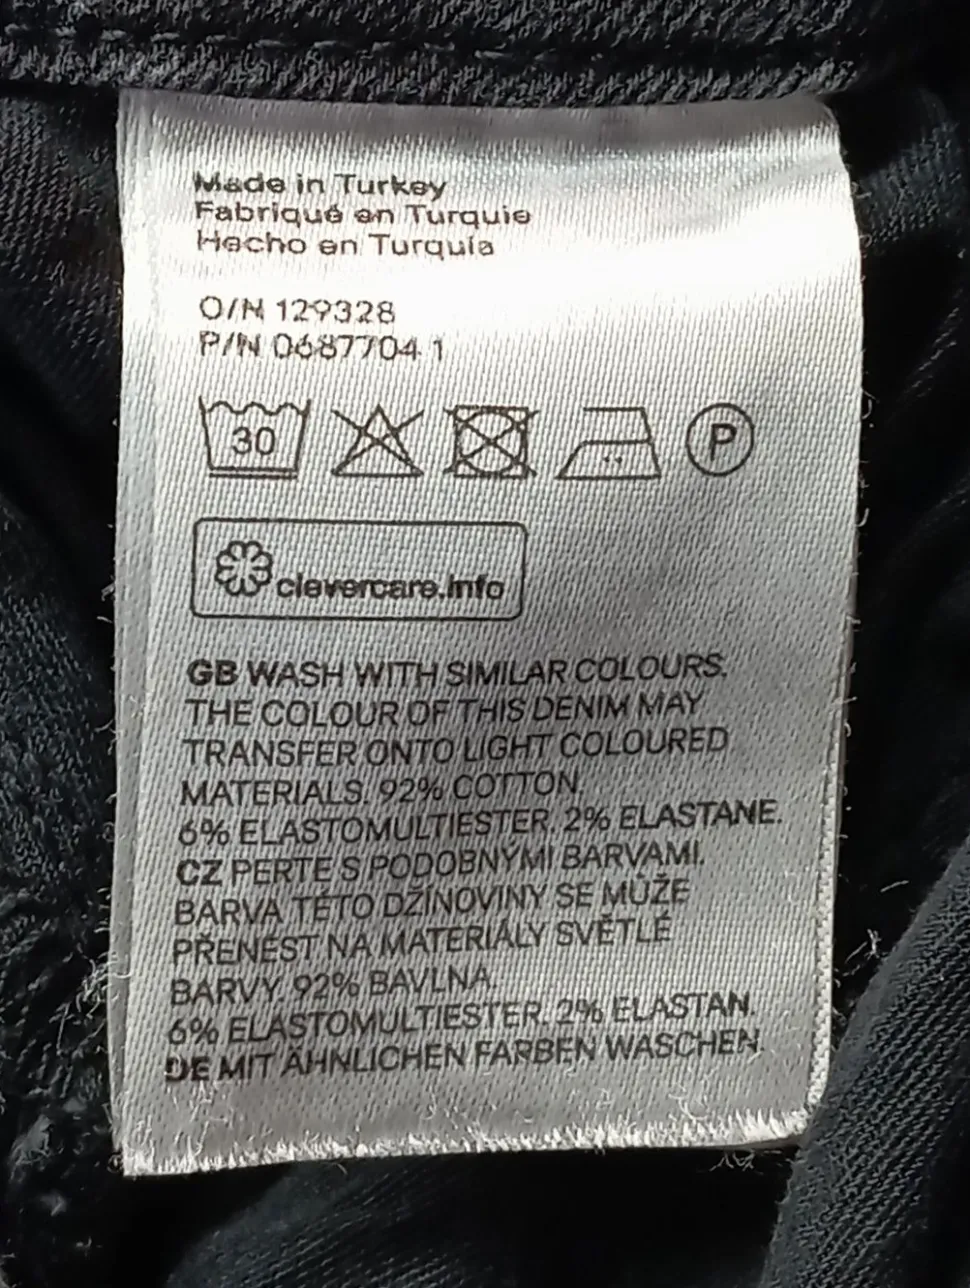 Made in Turkey
Fabriqué en Turquie
Hecho en Turquía
O/N 129328
P/N 0687704 1
30 P
clevercare.info
GB WASH WITH SIMILAR COLOURS.
THE COLOUR OF THIS DENIM MAY
TRANSFER ONTO LIGHT COLOURED
MATERIALS. 92% COTTON.
6% ELASTOMULTIESTER. 2% ELASTANE.
CZ PERTE S PODOBNÝMI BARVAMI.
BARVA TÉTO DŽÍNOVINY SE MŮŽE
PŘENÉST NA MATERIÁLY SVĚTLÉ
BARVY. 92% BAVLNA.
6% ELASTOMULTIESTER. 2% ELASTAN.
DE MIT ÄHNLICHEN FARBEN WASCHEN.